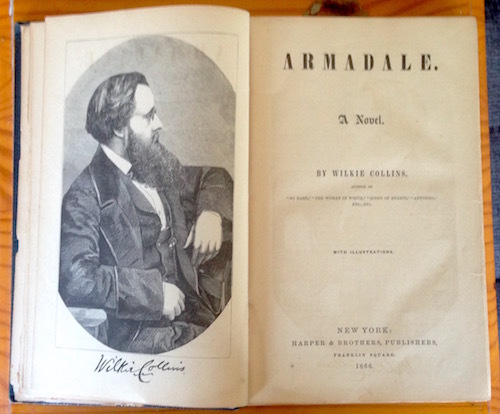 Wilkie Collins
ARMADALE.
A Novel.
BY WILKIE COLLINS,
AUTHOR OF
"NO NAME," "THE WOMAN IN WHITE," "QUEEN OF HEARTS," "ANTONINA,"
ETC., ETC.
WITH ILLUSTRATIONS.
NEW YORK:
HARPER & BROTHERS, PUBLISHERS,
FRANKLIN SQUARE.
1866.